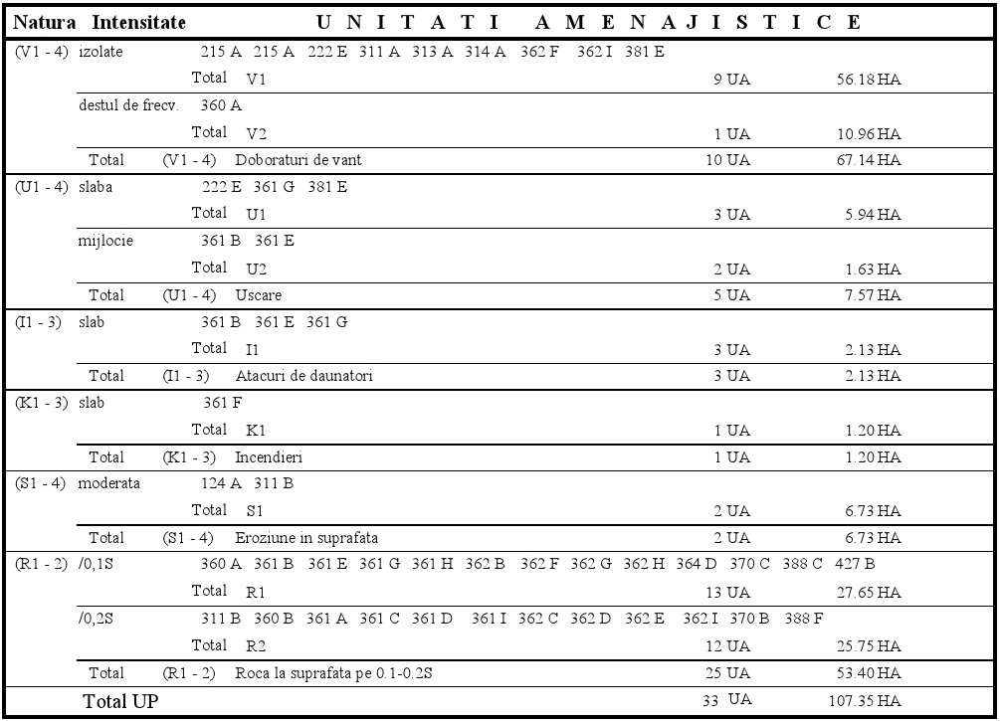 Natura Intensitate U N I T A T I A M E N A J I S T I C E
(V1 - 4) izolate 215 A 215 A 222 E 311 A 313 A 314 A 362 F 362 I 381 E
Total V1 9 UA 56.18 HA
destul de frecv. 360 A
Total V2 1 UA 10.96 HA
Total (V1 - 4) Doboraturi de vant 10 UA 67.14 HA
(U1 - 4) slaba 222 E 361 G 381 E
Total U1 3 UA 5.94 HA
mijlocie 361 B 361 E
Total U2 2 UA 1.63 HA
Total (U1 - 4) Uscare 5 UA 7.57 HA
(I1 - 3) slab 361 B 361 E 361 G
Total I1 3 UA 2.13 HA
Total (I1 - 3) Atacuri de daunatori 3 UA 2.13 HA
(K1 - 3) slab 361 F
Total K1 1 UA 1.20 HA
Total (K1 - 3) Incendieri 1 UA 1.20 HA
(S1 - 4) moderata 124 A 311 B
Total S1 2 UA 6.73 HA
Total (S1 - 4) Eroziune in suprafata 2 UA 6.73 HA
(R1 - 2) /0,1S 360 A 361 B 361 E 361 G 361 H 362 B 362 F 362 G 362 H 364 D 370 C 388 C 427 B
Total R1 13 UA 27.65 HA
/0,2S 311 B 360 B 361 A 361 C 361 D 361 I 362 C 362 D 362 E 362 I 370 B 388 F
Total R2 12 UA 25.75 HA
Total (R1 - 2) Roca la suprafata pe 0.1-0.2S 25 UA 53.40 HA
Total UP 33 UA 107.35 HA